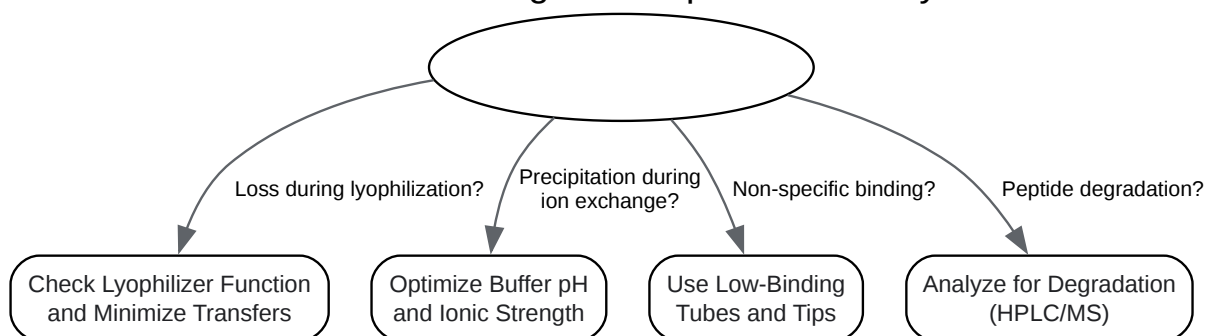 Loss during lyophilization?
Precipitation during
ion exchange?
Non-specific binding?
Peptide degradation?
Check Lyophilizer Function
and Minimize Transfers
Optimize Buffer pH
and Ionic Strength
Use Low-Binding
Tubes and Tips
Analyze for Degradation
(HPLC/MS)